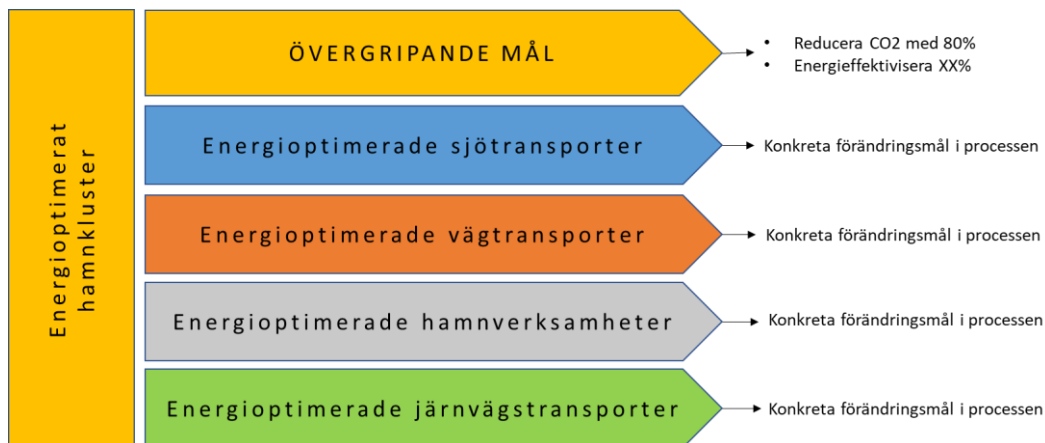 Energioptimerat
hamnkluster
ÖVERGRIPANDE MÅL
• Reducera CO2 med 80%
• Energieffektivisera XX%
Energioptimerade sjötransporter
Konkreta förändringsmål i processen
Energioptimerade vägtransporter
Konkreta förändringsmål i processen
Energioptimerade hamnverksamheter
Konkreta förändringsmål i processen
Energioptimerade järnvägstransporter
Konkreta förändringsmål i processen